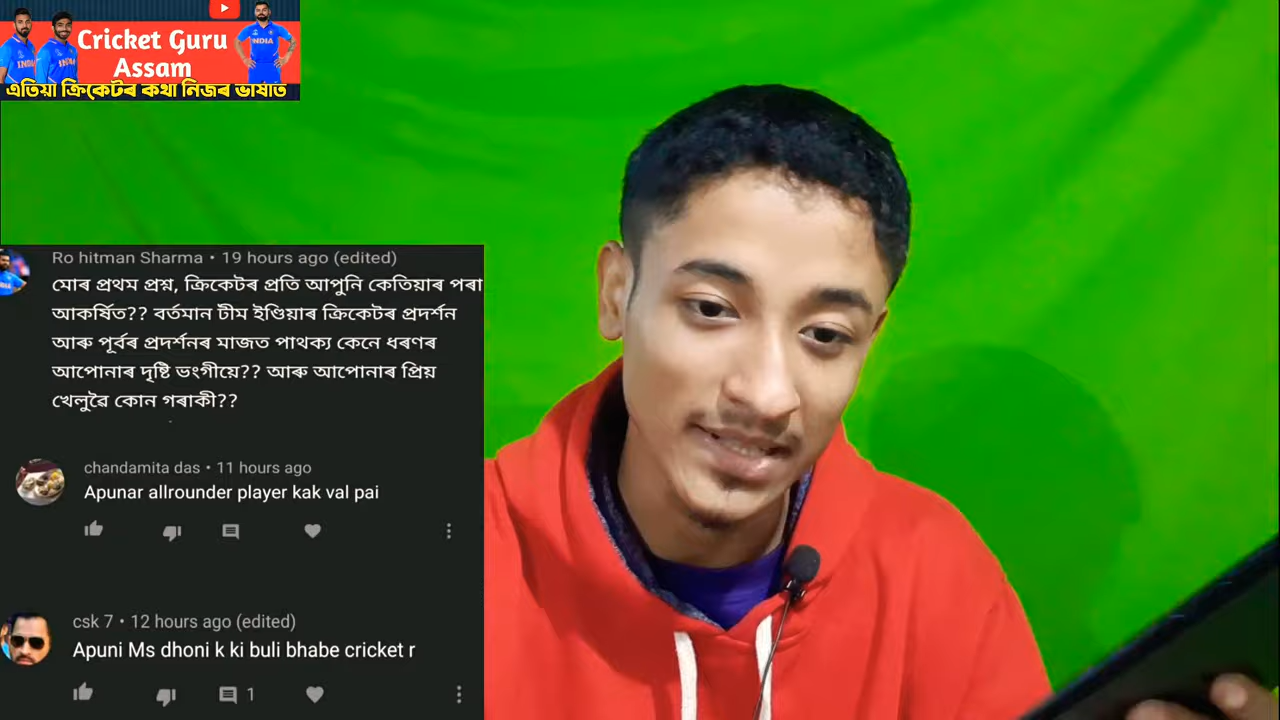 Cricket Guru
Assam
এতিয়া ক্ৰিকেটৰ কথা নিজৰ ভাষাত
Ro hitman Sharma • 19 hours ago (edited)
মোৰ প্ৰথম প্ৰশ্ন, ক্ৰিকেটৰ প্ৰতি আপুনি কেতিয়াৰ পৰা
আকৰ্ষিত?? বৰ্তমান টীম ইণ্ডিয়াৰ ক্ৰিকেটৰ প্ৰদৰ্শন
আৰু পূৰ্বৰ প্ৰদৰ্শনৰ মাজত পাথক্য কেনে ধৰণৰ
আপোনাৰ দৃষ্টি ভংগীয়ে?? আৰু আপোনাৰ প্ৰিয়
খেলুৱৈ কোন গৰাকী??
chandamita das • 11 hours ago
Apunar allrounder player kak val pai
csk 7 • 12 hours ago (edited)
Apuni Ms dhoni k ki buli bhabe cricket r
1